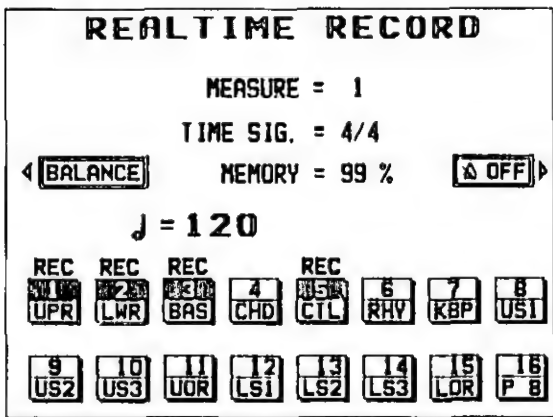 REALTIME RECORD
MEASURE = 1
TIME SIG. = 4/4
BALANCE MEMORY = 99 % OFF
♩ = 120
REC REC REC REC
1 2 3 4 5 6 7 8
UPR LWR BAS CHD CTL RHY KBP US1
9 10 11 12 13 14 15 16
US2 US3 UOR LS1 LS2 LS3 LOR P 8